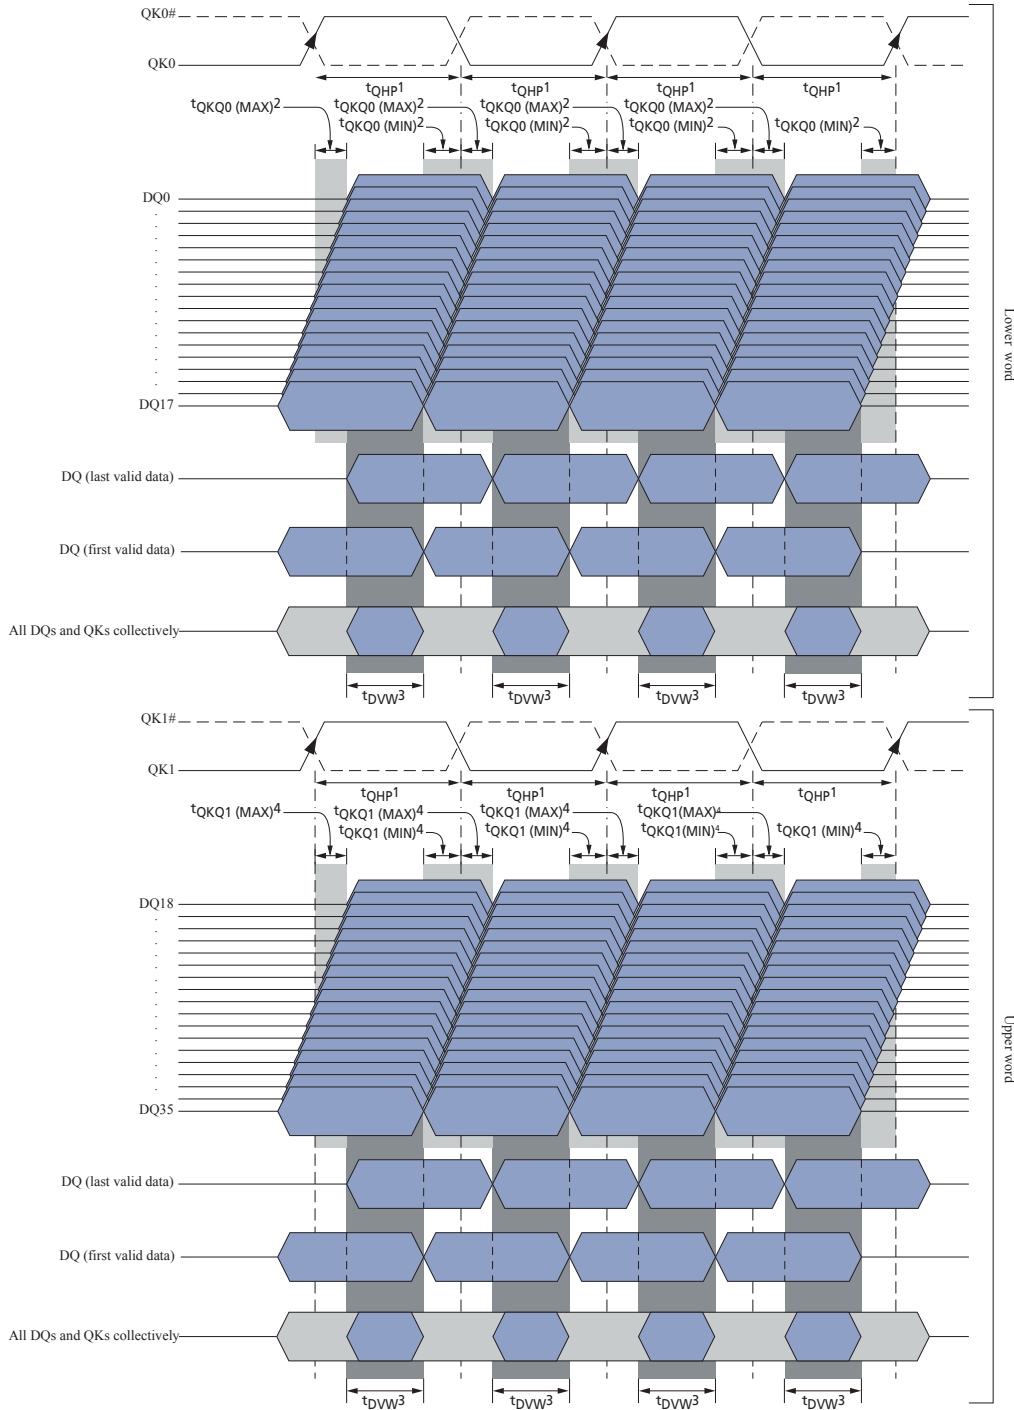 QK0#
QK0
tQHP1 tQHP1 tQHP1 tQHP1
tQKQ0 (MAX)2 tQKQ0 (MAX)2 tQKQ0 (MAX)2 tQKQ0 (MAX)2
tQKQ0 (MIN)2 tQKQ0 (MIN)2 tQKQ0 (MIN)2 tQKQ0 (MIN)2
DQ0
DQ17
Lower word
DQ (last valid data)
DQ (first valid data)
All DQs and QKs collectively
tDVW3 tDVW3 tDVW3 tDVW3
QK1#
QK1
tQHP1 tQHP1 tQHP1 tQHP1
tQKQ1 (MAX)4 tQKQ1 (MAX)4 tQKQ1 (MAX)4 tQKQ1(MAX)4
tQKQ1 (MIN)4 tQKQ1 (MIN)4 tQKQ1(MIN)4 tQKQ1 (MIN)4
DQ18
DQ35
Upper word
DQ (last valid data)
DQ (first valid data)
All DQs and QKs collectively
tDVW3 tDVW3 tDVW3 tDVW3